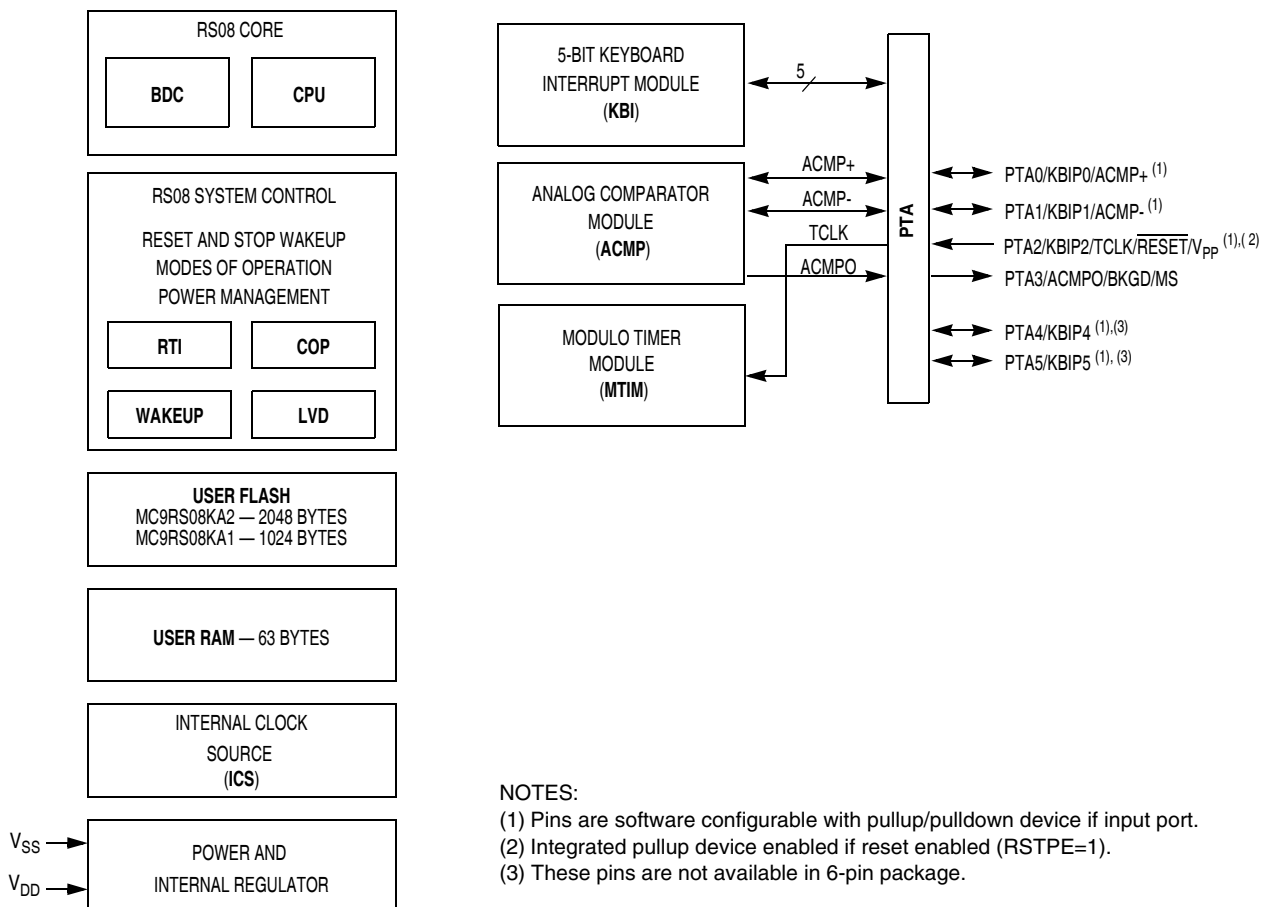 RS08 CORE
BDC
CPU
RS08 SYSTEM CONTROL
RESET AND STOP WAKEUP
MODES OF OPERATION
POWER MANAGEMENT
RTI
COP
WAKEUP
LVD
USER FLASH
MC9RS08KA2 — 2048 BYTES
MC9RS08KA1 — 1024 BYTES
USER RAM — 63 BYTES
INTERNAL CLOCK
SOURCE
(ICS)
VSS
VDD
POWER AND
INTERNAL REGULATOR
5-BIT KEYBOARD
INTERRUPT MODULE
(KBI)
5
ANALOG COMPARATOR
MODULE
(ACMP)
ACMP+
ACMP-
TCLK
ACMPO
MODULO TIMER
MODULE
(MTIM)
PTA
PTA0/KBIP0/ACMP+ (1)
PTA1/KBIP1/ACMP- (1)
PTA2/KBIP2/TCLK/RESET/VPP (1),( 2)
PTA3/ACMPO/BKGD/MS
PTA4/KBIP4 (1),(3)
PTA5/KBIP5 (1), (3)
NOTES:
(1) Pins are software configurable with pullup/pulldown device if input port.
(2) Integrated pullup device enabled if reset enabled (RSTPE=1).
(3) These pins are not available in 6-pin package.